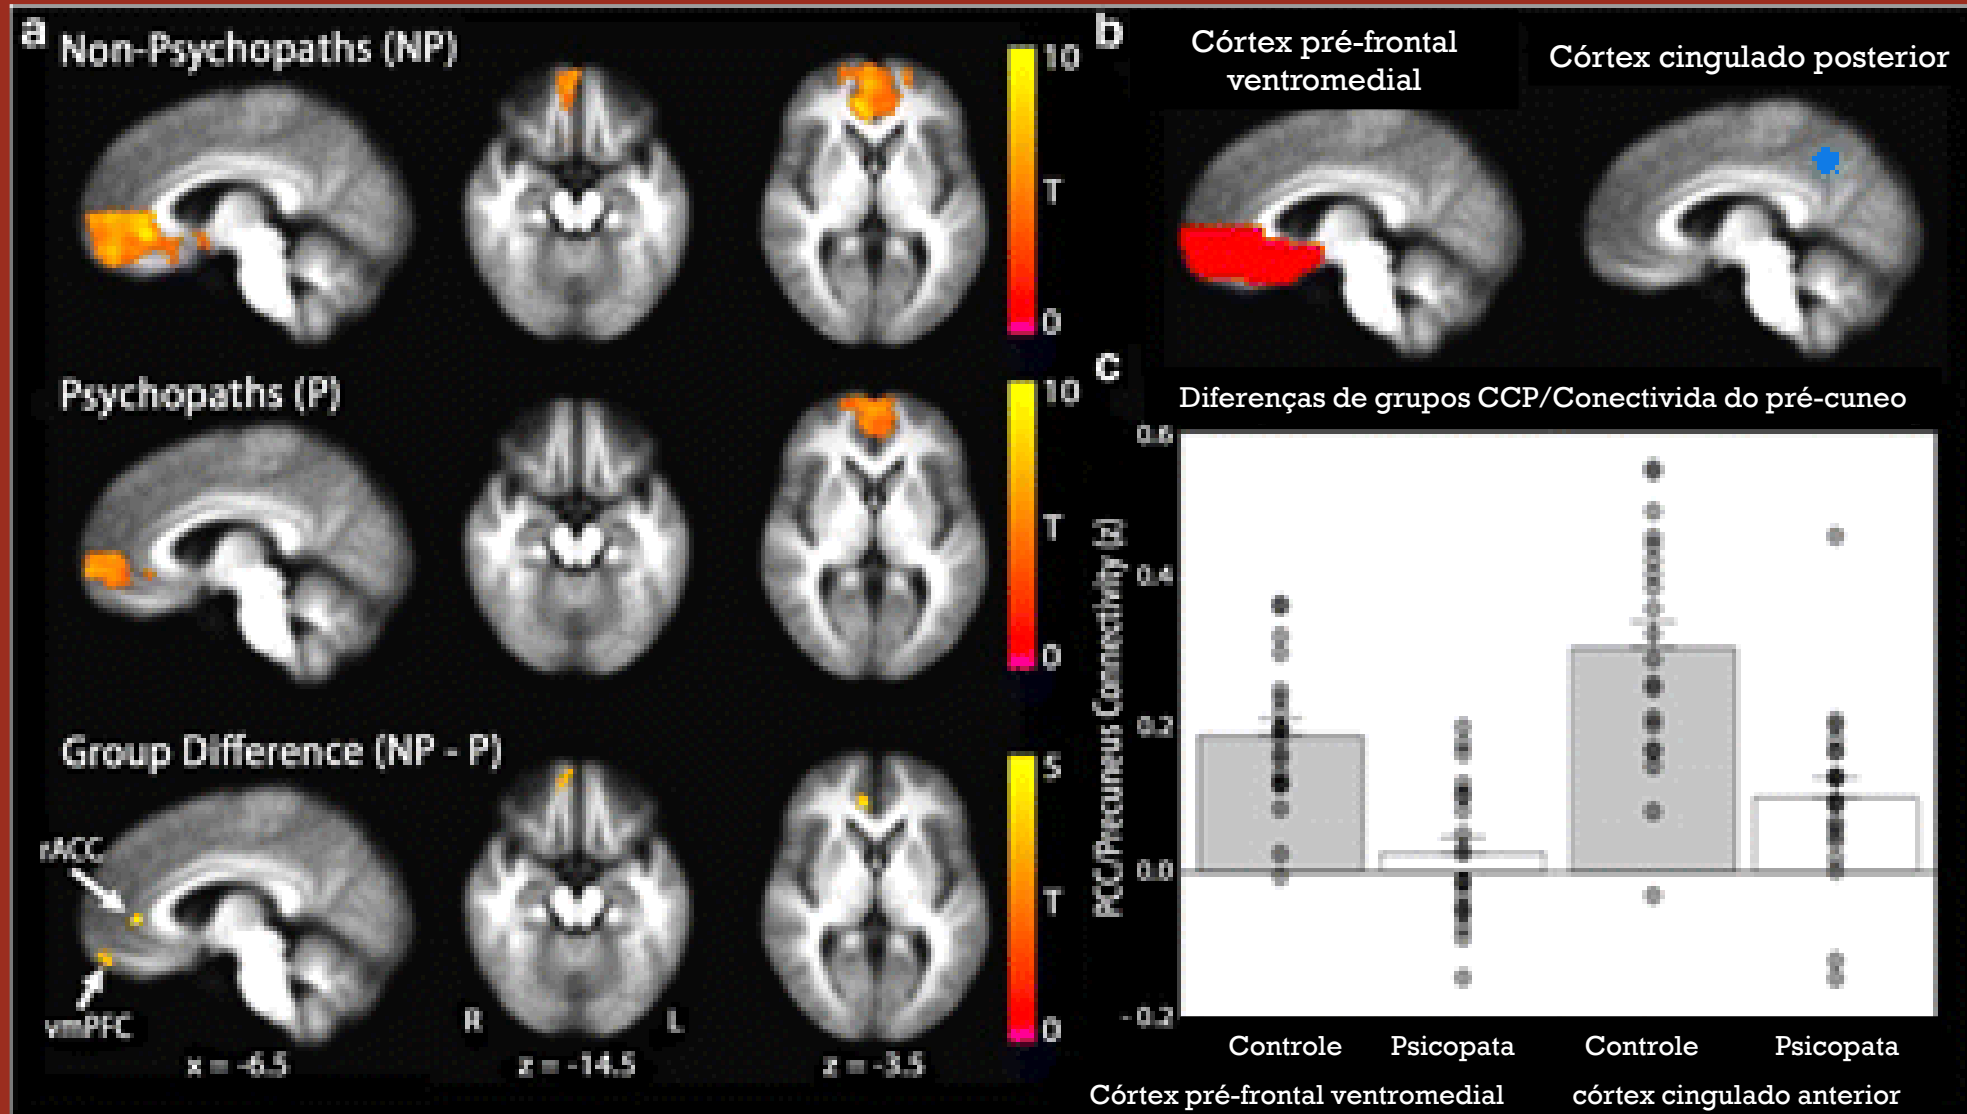 a
Non-Psychopaths (NP)
10
T
0
Psychopaths (P)
10
T
0
Group Difference (NP - P)
5
T
0
rACC
vmPFC
R
L
x = -6.5
z = -14.5
z = -3.5
b
Córtex pré-frontal
ventromedial
Córtex cingulado posterior
c
Diferenças de grupos CCP/Conectivida do pré-cuneo
PCC/Precuneus Connectivity (z)
0.6
0.4
0.2
0.0
-0.2
Controle
Psicopata
Controle
Psicopata
Córtex pré-frontal ventromedial
córtex cingulado anterior